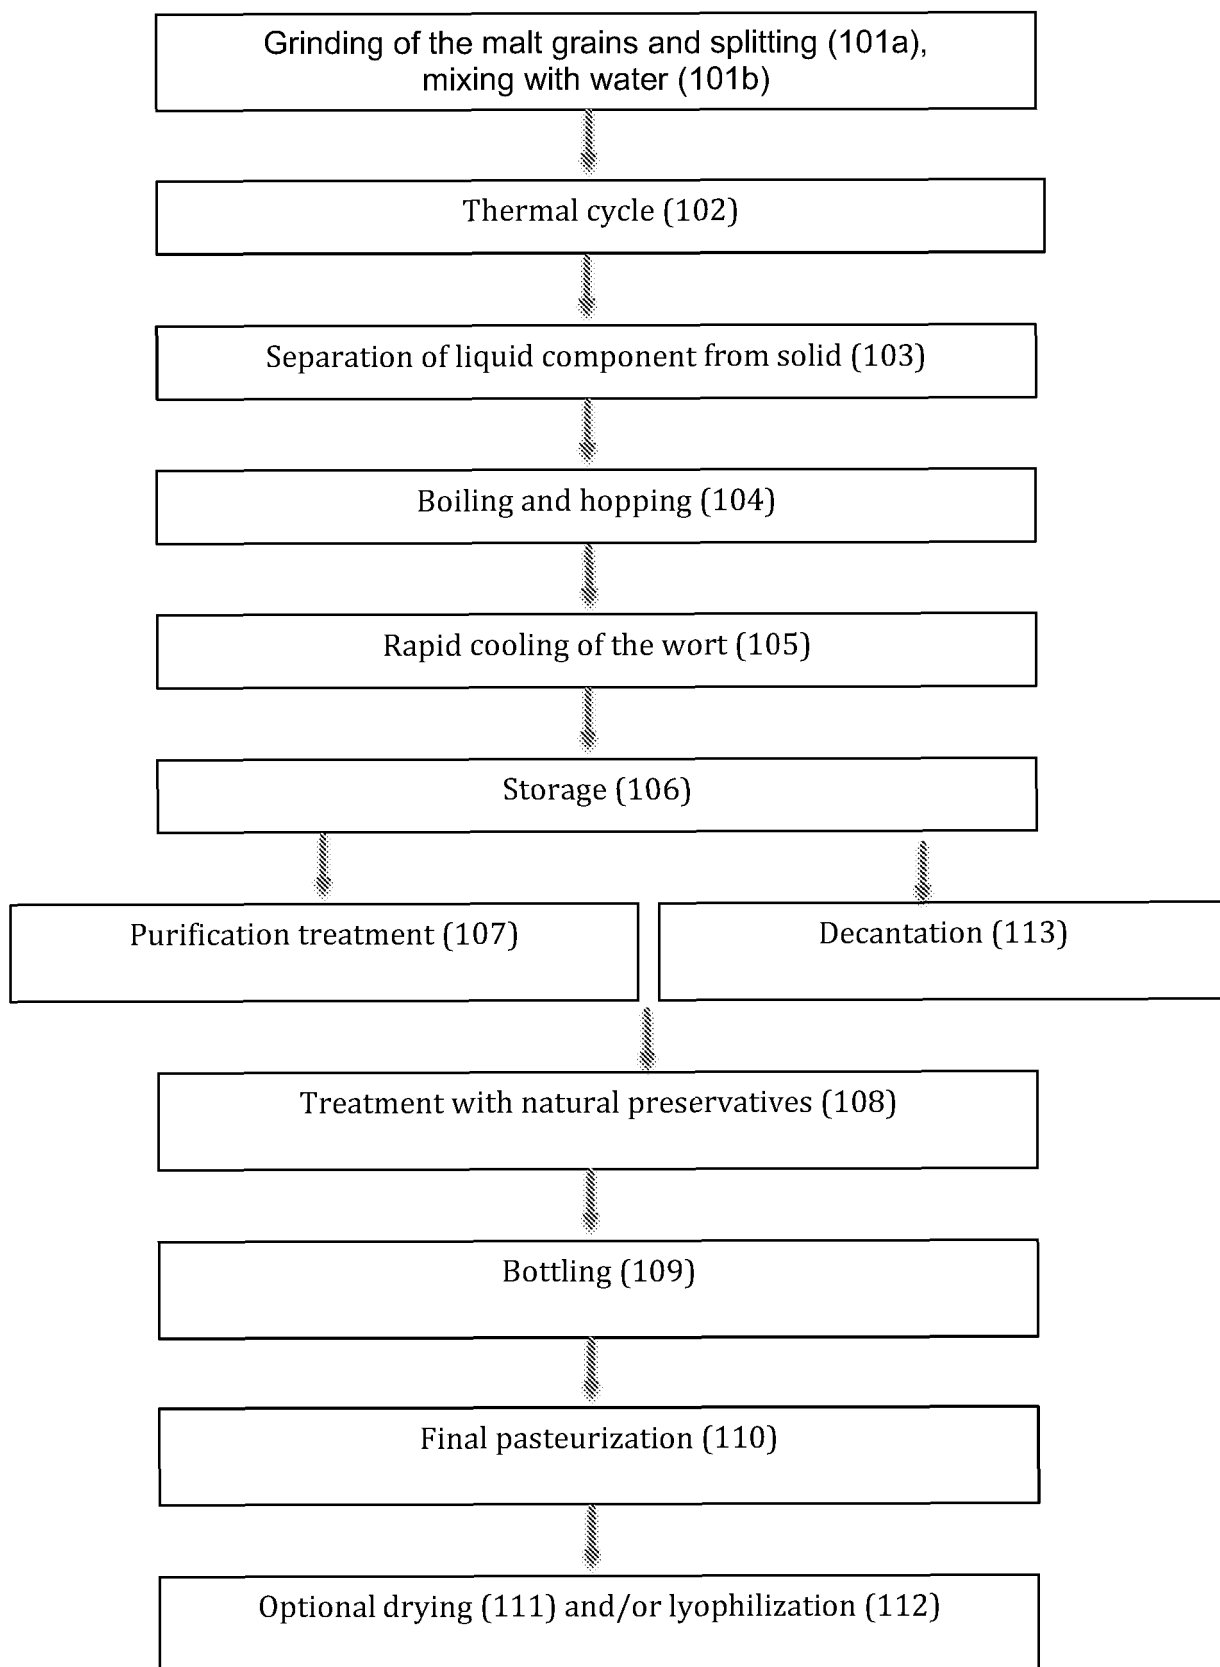 Grinding of the malt grains and splitting (101a),
mixing with water (101b)
Thermal cycle (102)
Separation of liquid component from solid (103)
Boiling and hopping (104)
Rapid cooling of the wort (105)
Storage (106)
Purification treatment (107)
Decantation (113)
Treatment with natural preservatives (108)
Bottling (109)
Final pasteurization (110)
Optional drying (111) and/or lyophilization (112)